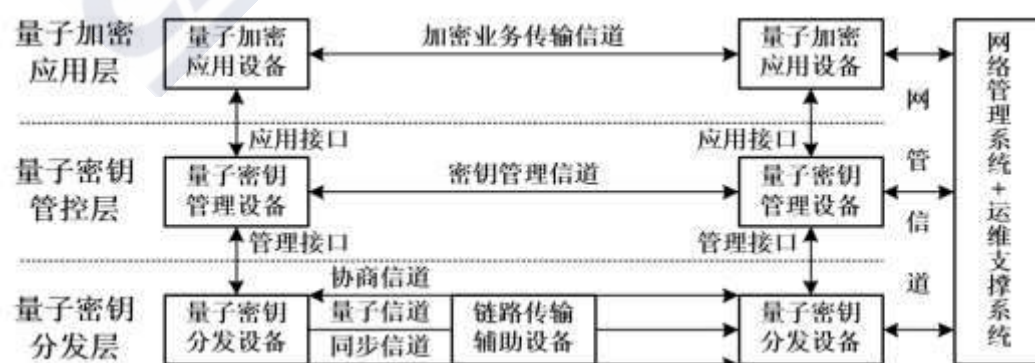 量子加密
应用层
量子加密
应用设备
加密业务传输信道
量子加密
应用设备
应用接口
应用接口
量子密钥
管控层
量子密钥
管理设备
密钥管理信道
量子密钥
管理设备
管理接口
管理接口
量子密钥
分发层
量子密钥
分发设备
协商信道
量子信道
同步信道
链路传输
辅助设备
量子密钥
分发设备
网管信道
网络管理系统+运维支撑系统